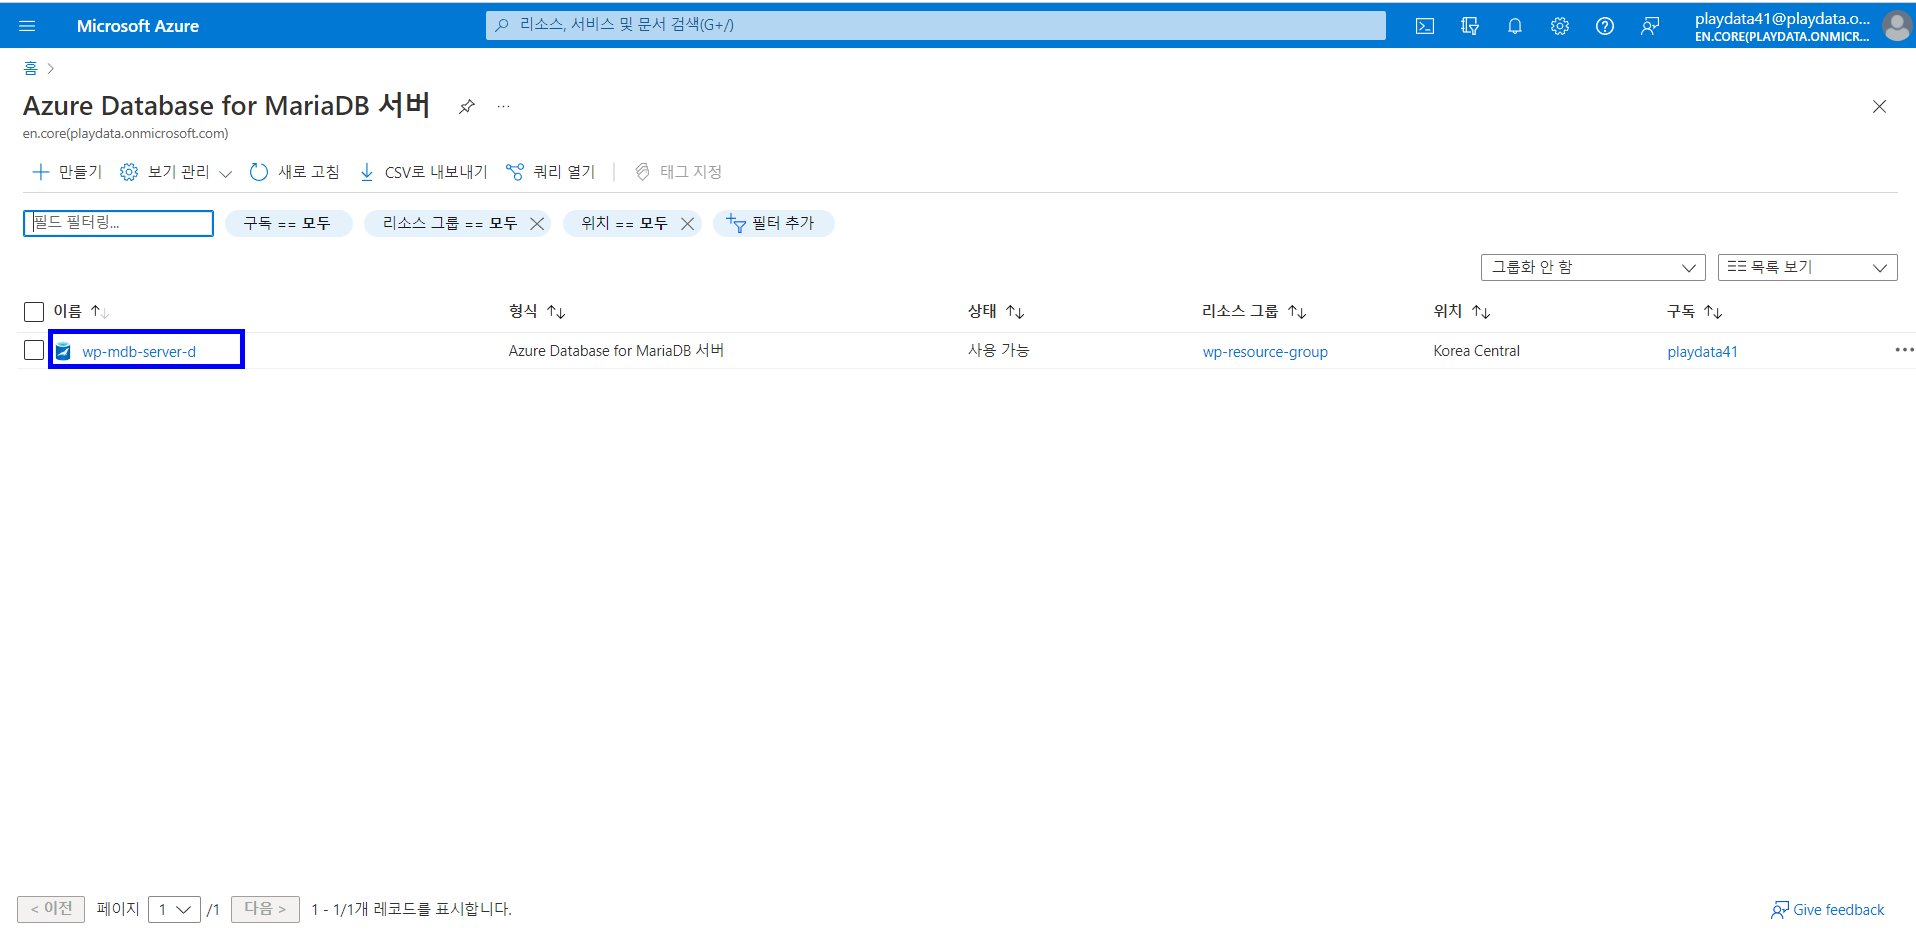 Microsoft Azure
리소스, 서비스 및 문서 검색(G+/)
playdata41@playdata.o...
EN.CORE(PLAYDATA.ONMICR...
홈
Azure Database for MariaDB 서버
en.core(playdata.onmicrosoft.com)
만들기 보기 관리 새로 고침 CSV로 내보내기 쿼리 열기 태그 지정
필드 필터링... 구독 == 모두 리소스 그룹 == 모두 위치 == 모두 필터 추가
그룹화 안 함 목록 보기
이름 형식 상태 리소스 그룹 위치 구독
wp-mdb-server-d Azure Database for MariaDB 서버 사용 가능 wp-resource-group Korea Central playdata41
< 이전 페이지 1 /1 다음 > 1 - 1/1개 레코드를 표시합니다. Give feedback